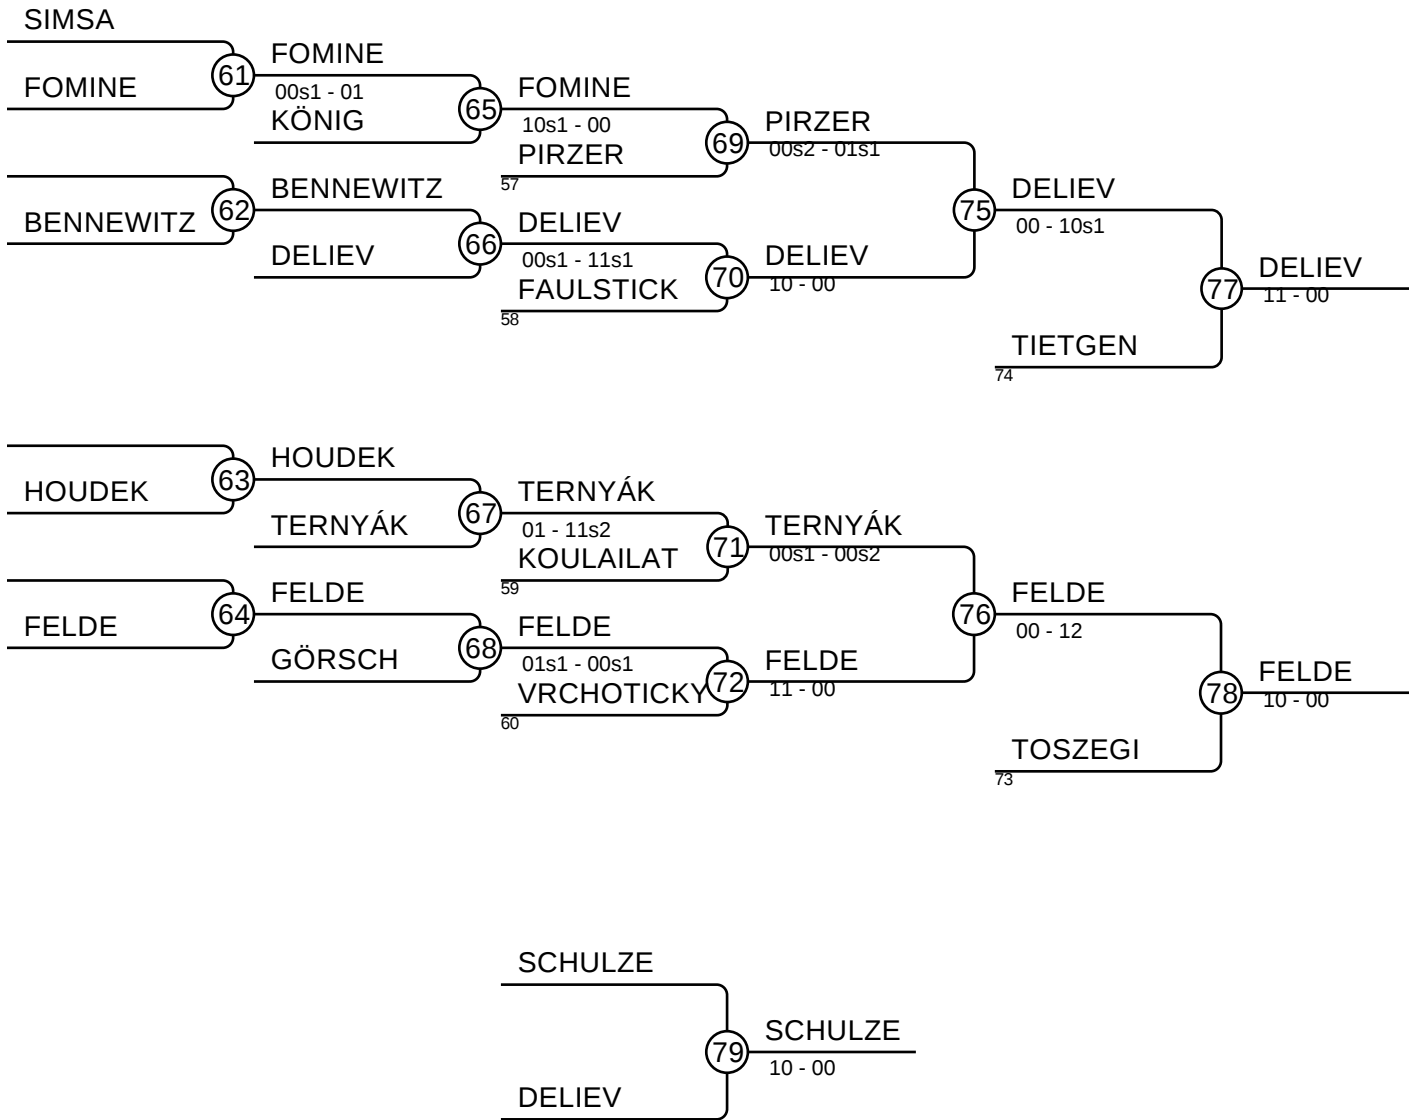 SIMSA
FOMINE
61
FOMINE
00s1 - 01
KÖNIG
65
FOMINE
10s1 - 00
PIRZER
57
69
PIRZER
00s2 - 01s1
BENNEWITZ
62
BENNEWITZ
DELIEV
66
DELIEV
00s1 - 11s1
FAULSTICK
58
70
DELIEV
10 - 00
75
DELIEV
00 - 10s1
TIETGEN
74
77
DELIEV
11 - 00
HOUDEK
63
HOUDEK
TERNYÁK
67
TERNYÁK
01 - 11s2
KOULAILAT
59
71
TERNYÁK
00s1 - 00s2
FELDE
64
FELDE
GÖRSCH
68
FELDE
01s1 - 00s1
VRCHOTICKY
60
72
FELDE
11 - 00
76
FELDE
00 - 12
TOSZEGI
73
78
FELDE
10 - 00
SCHULZE
DELIEV
79
SCHULZE
10 - 00